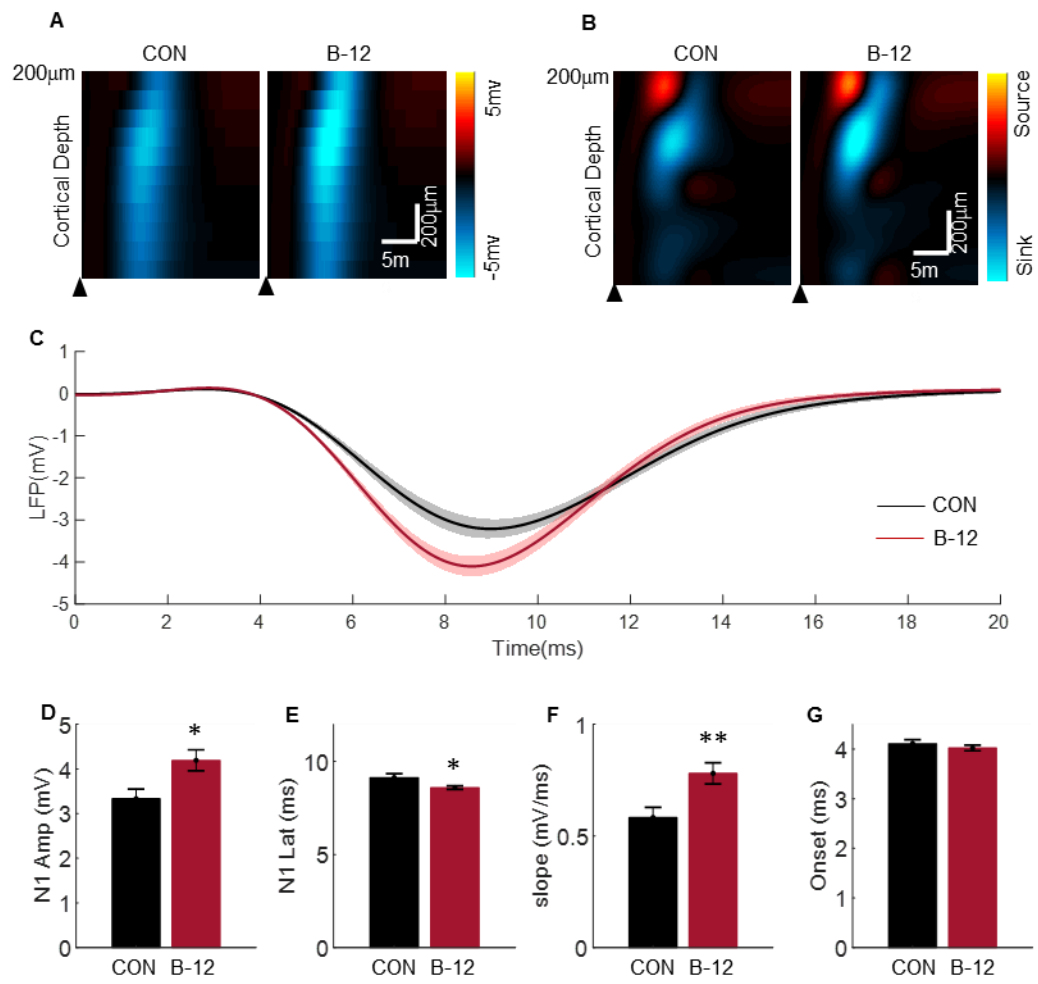 A
CON
B-12
200μm
Cortical Depth
5m
200μm
5mv
-5mv
B
CON
B-12
200μm
Cortical Depth
5m
200μm
Source
Sink
C
1
0
-1
-2
-3
-4
-5
LFP(mV)
CON
B-12
0 2 4 6 8 10 12 14 16 18 20
Time(ms)
D
5
4
3
2
1
0
N1 Amp (mV)
*
CON B-12
E
10
5
0
N1 Lat (ms)
*
CON B-12
F
1
0.5
0
slope (mV/ms)
**
CON B-12
G
4
3
2
1
0
Onset (ms)
CON B-12